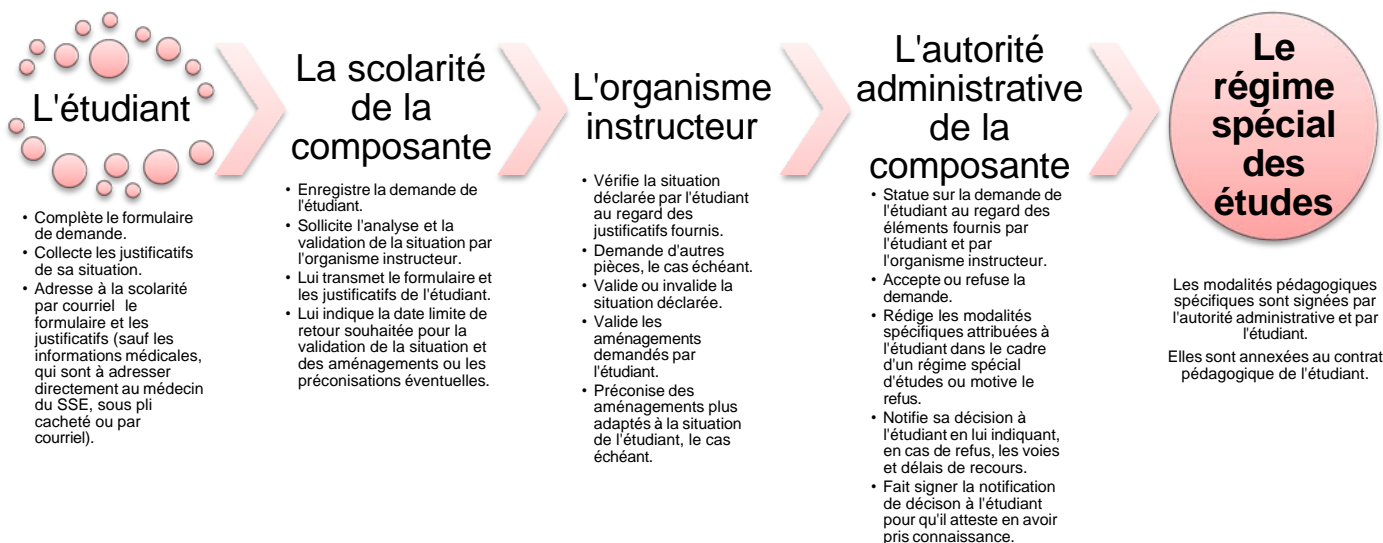 L'étudiant
• Complète le formulaire
de demande.
• Collecte les justificatifs
de sa situation.
• Adresse à la scolarité
par courriel le
formulaire et les
justificatifs (sauf les
informations médicales,
qui sont à adresser
directement au médecin
du SSE, sous pli
cacheté ou par
courriel).
La scolarité
de la
composante
• Enregistre la demande de
l'étudiant.
• Sollicite l'analyse et la
validation de la situation par
l'organisme instructeur.
• Lui transmet le formulaire et
les justificatifs de l'étudiant.
• Lui indique la date limite de
retour souhaitée pour la
validation de la situation et
des aménagements ou les
préconisations éventuelles.
L'organisme
instructeur
• Vérifie la situation
déclarée par l'étudiant
au regard des
justificatifs fournis.
• Demande d'autres
pièces, le cas échéant.
• Valide ou invalide la
situation déclarée.
• Valide les
aménagements
demandés par
l'étudiant.
• Préconise des
aménagements plus
adaptés à la situation
de l'étudiant, le cas
échéant.
L'autorité
administrative
de la
composante
• Statue sur la demande de
l'étudiant au regard des
éléments fournis par
l'étudiant et par
l'organisme instructeur.
• Accepte ou refuse la
demande.
• Rédige les modalités
spécifiques attribuées à
l'étudiant dans le cadre
d'un régime spécial
d'études ou motive le
refus.
• Notifie sa décision à
l'étudiant en lui indiquant,
en cas de refus, les voies
et délais de recours.
• Fait signer la notification
de décison à l'étudiant
pour qu'il atteste en avoir
pris connaissance.
Le
régime
spécial
des
études
Les modalités pédagogiques
spécifiques sont signées par
l'autorité administrative et par
l'étudiant.
Elles sont annexées au contrat
pédagogique de l'étudiant.